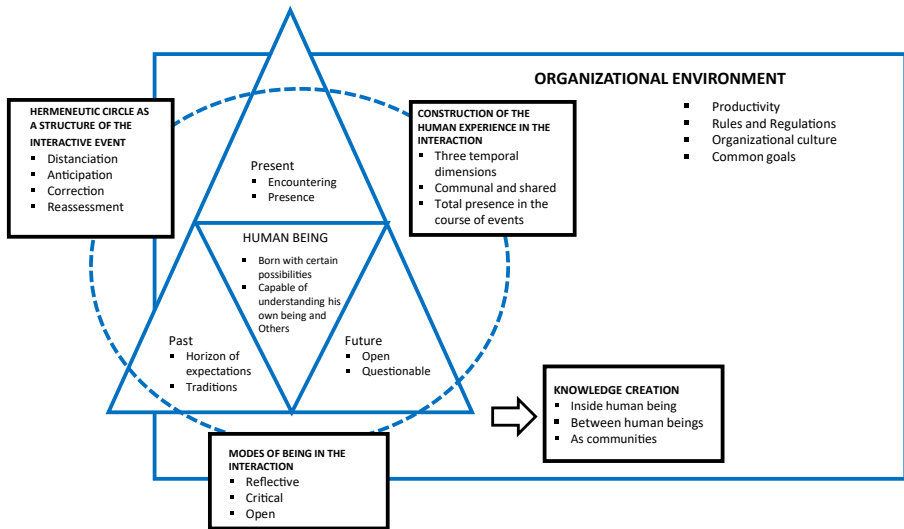 ORGANIZATIONAL ENVIRONMENT
▪ Productivity
▪ Rules and Regulations
▪ Organizational culture
▪ Common goals
HERMENEUTIC CIRCLE AS
A STRUCTURE OF THE
INTERACTIVE EVENT
▪ Distanciation
▪ Anticipation
▪ Correction
▪ Reassessment
CONSTRUCTION OF THE
HUMAN EXPERIENCE IN THE
INTERACTION
▪ Three temporal
dimensions
▪ Communal and shared
▪ Total presence in the
course of events
Present
▪ Encountering
▪ Presence
HUMAN BEING
▪ Born with certain
possibilities
▪ Capable of
understanding his
own being and
Others
Past
▪ Horizon of
expectations
▪ Traditions
Future
▪ Open
▪ Questionable
KNOWLEDGE CREATION
▪ Inside human being
▪ Between human beings
▪ As communities
MODES OF BEING IN THE
INTERACTION
▪ Reflective
▪ Critical
▪ Open